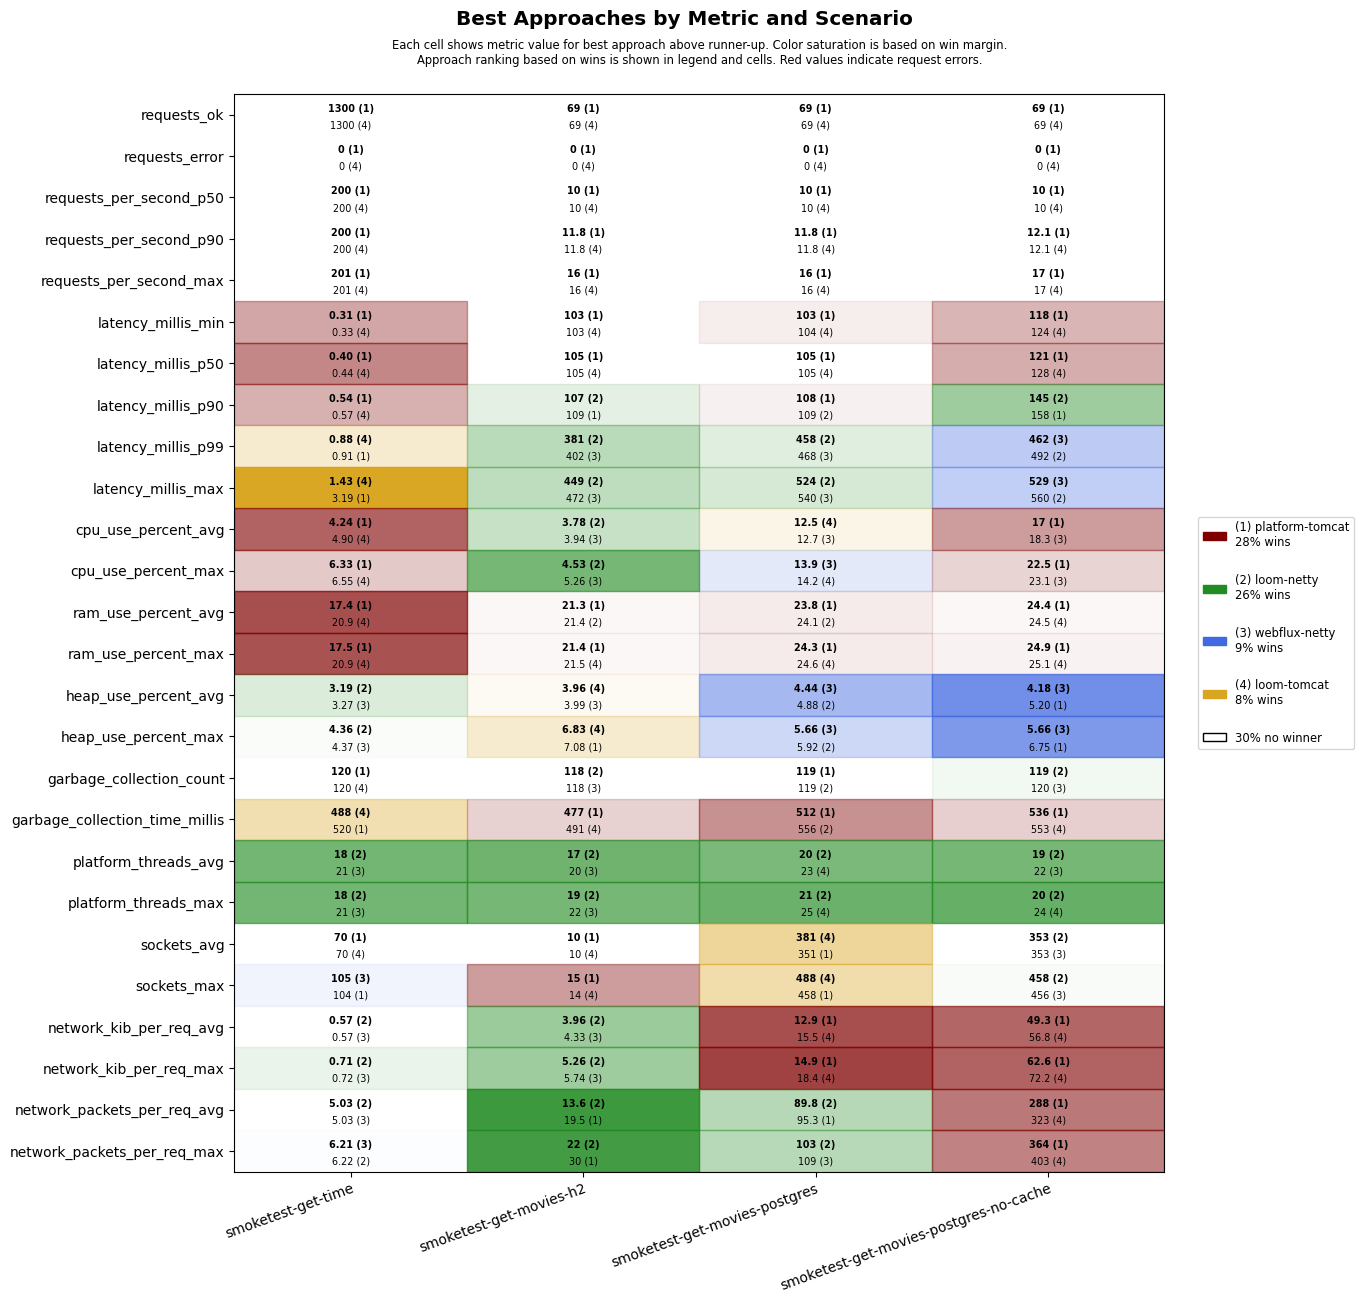 Best Approaches by Metric and Scenario
Each cell shows metric value for best approach above runner-up. Color saturation is based on win margin.
Approach ranking based on wins is shown in legend and cells. Red values indicate request errors.
requests_ok
1300 (1) 69 (1) 69 (1) 69 (1)
1300 (4) 69 (4) 69 (4) 69 (4)
requests_error
0 (1) 0 (1) 0 (1) 0 (1)
0 (4) 0 (4) 0 (4) 0 (4)
requests_per_second_p50
200 (1) 10 (1) 10 (1) 10 (1)
200 (4) 10 (4) 10 (4) 10 (4)
requests_per_second_p90
200 (1) 11.8 (1) 11.8 (1) 12.1 (1)
200 (4) 11.8 (4) 11.8 (4) 12.1 (4)
requests_per_second_max
201 (1) 16 (1) 16 (1) 17 (1)
201 (4) 16 (4) 16 (4) 17 (4)
latency_millis_min
0.31 (1) 103 (1) 103 (1) 118 (1)
0.33 (4) 103 (4) 104 (4) 124 (4)
latency_millis_p50
0.40 (1) 105 (1) 105 (1) 121 (1)
0.44 (4) 105 (4) 105 (4) 128 (4)
latency_millis_p90
0.54 (1) 107 (2) 108 (1) 145 (2)
0.57 (4) 109 (1) 109 (2) 158 (1)
latency_millis_p99
0.88 (4) 381 (2) 458 (2) 462 (3)
0.91 (1) 402 (3) 468 (3) 492 (2)
latency_millis_max
1.43 (4) 449 (2) 524 (2) 529 (3)
3.19 (1) 472 (3) 540 (3) 560 (2)
cpu_use_percent_avg
4.24 (1) 3.78 (2) 12.5 (4) 17 (1)
4.90 (4) 3.94 (3) 12.7 (3) 18.3 (3)
cpu_use_percent_max
6.33 (1) 4.53 (2) 13.9 (3) 22.5 (1)
6.55 (4) 5.26 (3) 14.2 (4) 23.1 (3)
ram_use_percent_avg
17.4 (1) 21.3 (1) 23.8 (1) 24.4 (1)
20.9 (4) 21.4 (2) 24.1 (2) 24.5 (4)
ram_use_percent_max
17.5 (1) 21.4 (1) 24.3 (1) 24.9 (1)
20.9 (4) 21.5 (4) 24.6 (4) 25.1 (4)
heap_use_percent_avg
3.19 (2) 3.96 (4) 4.44 (3) 4.18 (3)
3.27 (3) 3.99 (3) 4.88 (2) 5.20 (1)
heap_use_percent_max
4.36 (2) 6.83 (4) 5.66 (3) 5.66 (3)
4.37 (3) 7.08 (1) 5.92 (2) 6.75 (1)
garbage_collection_count
120 (1) 118 (2) 119 (1) 119 (2)
120 (4) 118 (3) 119 (2) 120 (3)
garbage_collection_time_millis
488 (4) 477 (1) 512 (1) 536 (1)
520 (1) 491 (4) 556 (2) 553 (4)
platform_threads_avg
18 (2) 17 (2) 20 (2) 19 (2)
21 (3) 20 (3) 23 (4) 22 (3)
platform_threads_max
18 (2) 19 (2) 21 (2) 20 (2)
21 (3) 22 (3) 25 (4) 24 (4)
sockets_avg
70 (1) 10 (1) 381 (4) 353 (2)
70 (4) 10 (4) 351 (1) 353 (3)
sockets_max
105 (3) 15 (1) 488 (4) 458 (2)
104 (1) 14 (4) 458 (1) 456 (3)
network_kib_per_req_avg
0.57 (2) 3.96 (2) 12.9 (1) 49.3 (1)
0.57 (3) 4.33 (3) 15.5 (4) 56.8 (4)
network_kib_per_req_max
0.71 (2) 5.26 (2) 14.9 (1) 62.6 (1)
0.72 (3) 5.74 (3) 18.4 (4) 72.2 (4)
network_packets_per_req_avg
5.03 (2) 13.6 (2) 89.8 (2) 288 (1)
5.03 (3) 19.5 (1) 95.3 (1) 323 (4)
network_packets_per_req_max
6.21 (3) 22 (2) 103 (2) 364 (1)
6.22 (2) 30 (1) 109 (3) 403 (4)
smoketest-get-time
smoketest-get-movies-h2
smoketest-get-movies-postgres
smoketest-get-movies-postgres-no-cache
(1) platform-tomcat
28% wins
(2) loom-netty
26% wins
(3) webflux-netty
9% wins
(4) loom-tomcat
8% wins
30% no winner